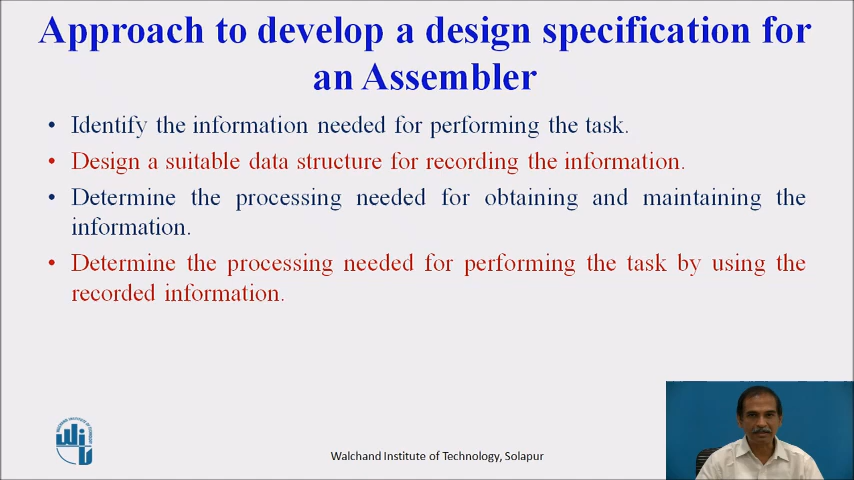 Approach to develop a design specification for
an Assembler
• Identify the information needed for performing the task.
• Design a suitable data structure for recording the information.
• Determine the processing needed for obtaining and maintaining the
information.
• Determine the processing needed for performing the task by using the
recorded information.
Walchand Institute of Technology, Solapur